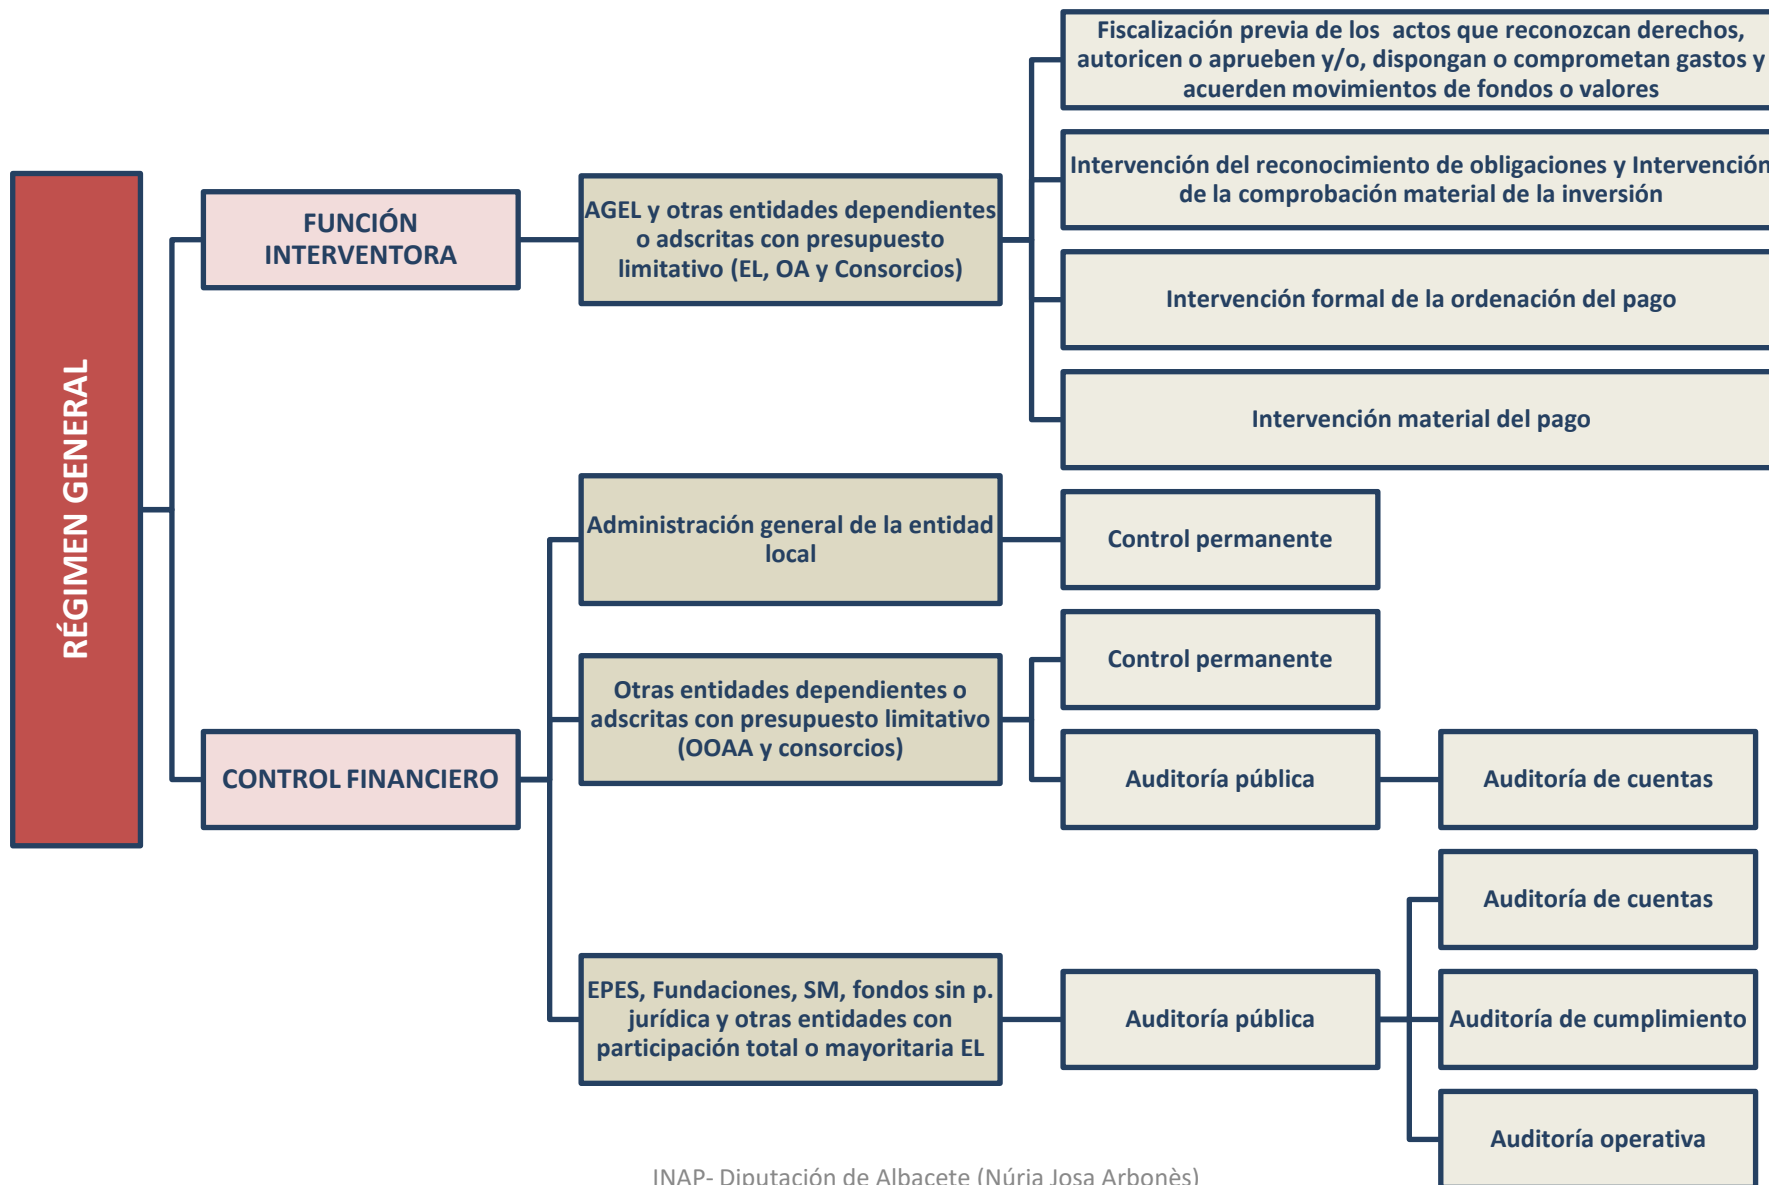 RÉGIMEN GENERAL
FUNCIÓN
INTERVENTORA
AGEL y otras entidades dependientes
o adscritas con presupuesto
limitativo (EL, OA y Consorcios)
Fiscalización previa de los actos que reconozcan derechos,
autoricen o aprueben y/o, dispongan o comprometan gastos y
acuerden movimientos de fondos o valores
Intervención del reconocimiento de obligaciones y Intervención
de la comprobación material de la inversión
Intervención formal de la ordenación del pago
Intervención material del pago
CONTROL FINANCIERO
Administración general de la entidad
local
Control permanente
Otras entidades dependientes o
adscritas con presupuesto limitativo
(OOAA y consorcios)
Control permanente
Auditoría pública
Auditoría de cuentas
EPES, Fundaciones, SM, fondos sin p.
jurídica y otras entidades con
participación total o mayoritaria EL
Auditoría pública
Auditoría de cuentas
Auditoría de cumplimiento
Auditoría operativa
INAP- Diputación de Albacete (Núria Josa Arbonès)